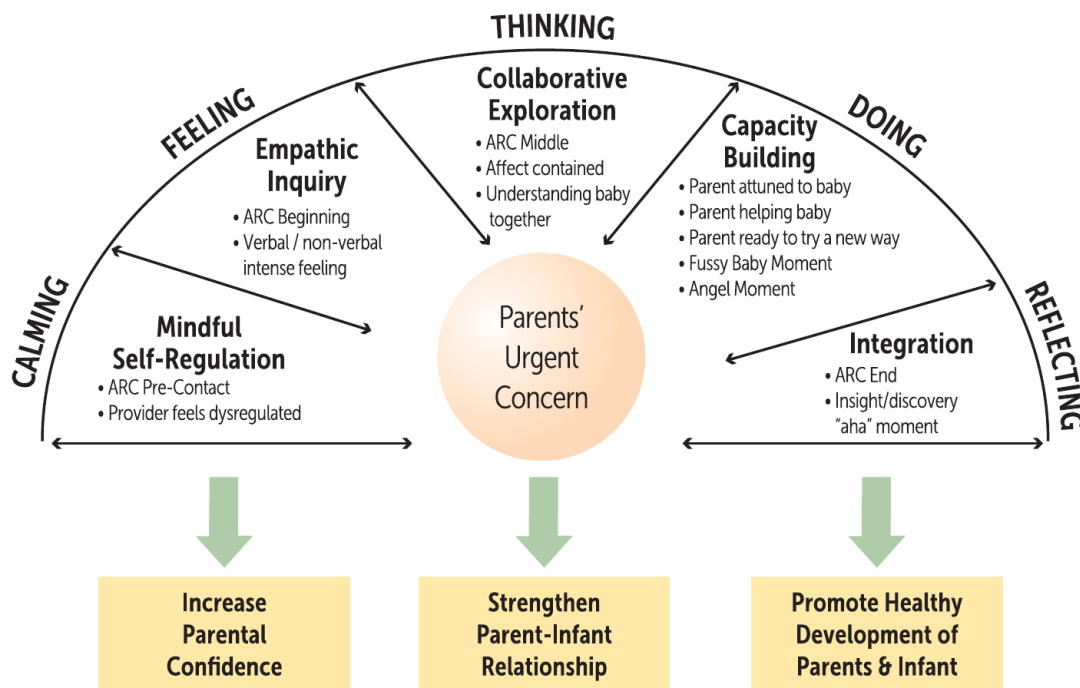 CALMING
Mindful
Self-Regulation
• ARC Pre-Contact
• Provider feels dysregulated
FEELING
Empathic
Inquiry
• ARC Beginning
• Verbal / non-verbal
intense feeling
THINKING
Collaborative
Exploration
• ARC Middle
• Affect contained
• Understanding baby
together
DOING
Capacity
Building
• Parent attuned to baby
• Parent helping baby
• Parent ready to try a new way
• Fussy Baby Moment
• Angel Moment
REFLECTING
Integration
• ARC End
• Insight/discovery
"aha" moment
Parents’
Urgent
Concern
Increase
Parental
Confidence
Strengthen
Parent-Infant
Relationship
Promote Healthy
Development of
Parents & Infant